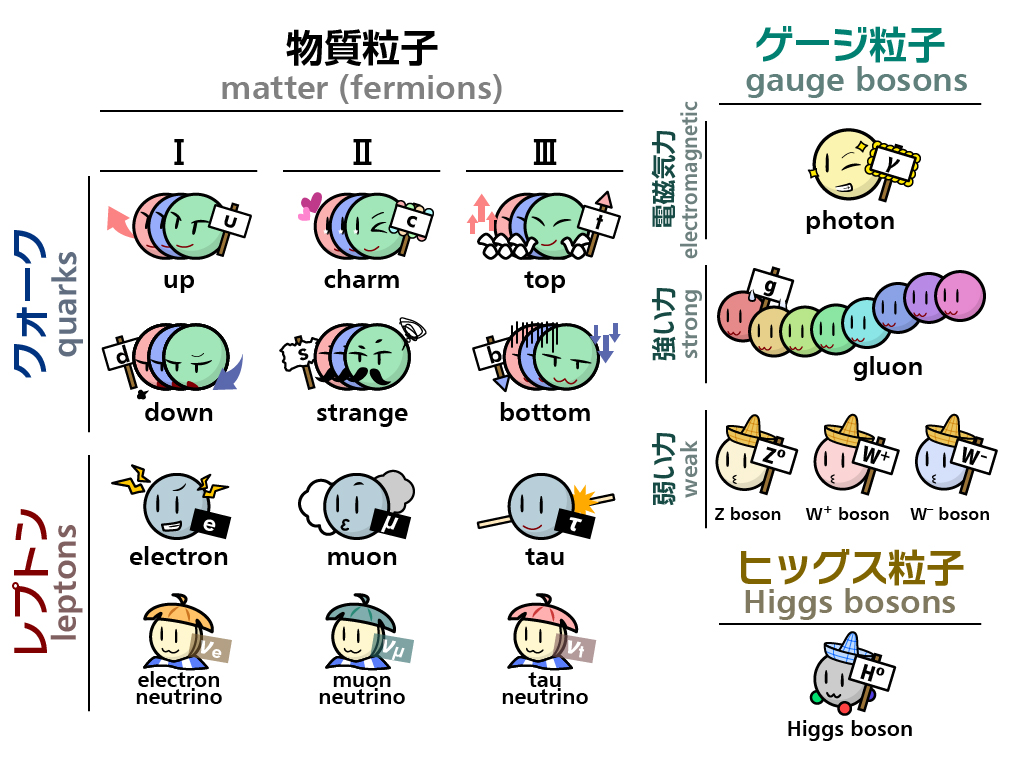 物質粒子
matter (fermions)
I
II
III
クォーク
quarks
u
c
t
up
charm
top
d
s
b
down
strange
bottom
レプトン
leptons
e
μ
τ
electron
muon
tau
νe
νμ
νt
electron
neutrino
muon
neutrino
tau
neutrino
ゲージ粒子
gauge bosons
電磁気力
electromagnetic
γ
photon
強い力
strong
g
gluon
弱い力
weak
Z⁰
W⁺
W⁻
Z boson
W⁺ boson
W⁻ boson
ヒッグス粒子
Higgs bosons
H⁰
Higgs boson